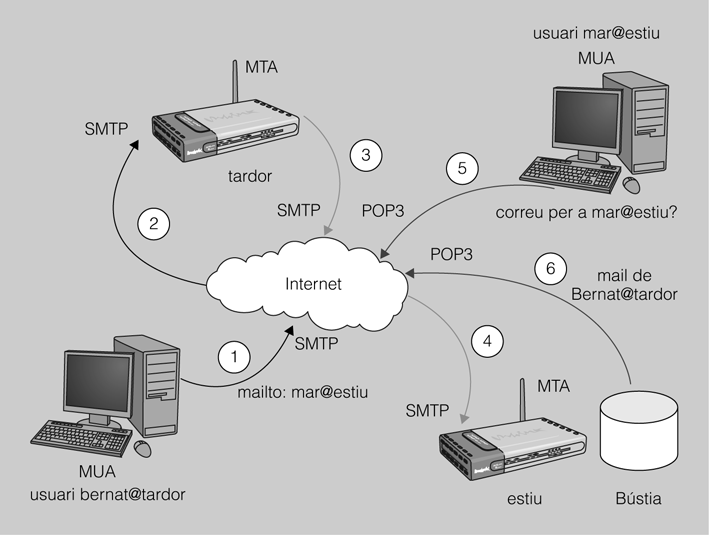 usuari mar@estiu
MUA
MTA
SMTP
tardor
3
SMTP
5
POP3
correu per a mar@estiu?
2
POP3
6
mail de
Bernat@tardor
Internet
1
SMTP
mailto: mar@estiu
4
MTA
SMTP
MUA
usuari bernat@tardor
estiu
Bústia